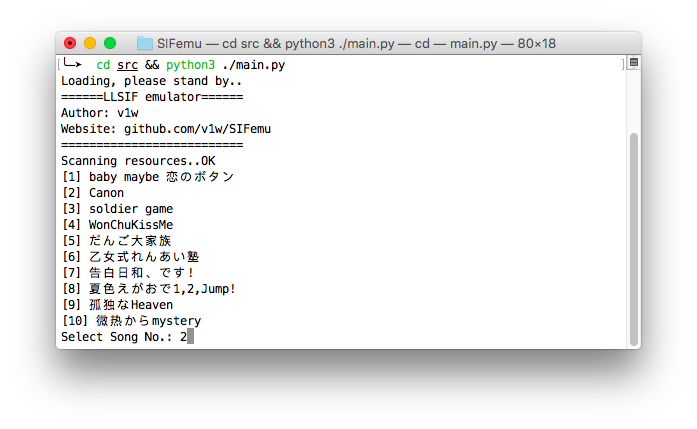 SIFemu — cd src && python3 ./main.py — cd — main.py — 80×18
[╰─➤  cd src && python3 ./main.py ]
Loading, please stand by..
======LLSIF emulator======
Author: v1w
Website: github.com/v1w/SIFemu
==========================
Scanning resources..OK
[1] baby maybe 恋のボタン
[2] Canon
[3] soldier game
[4] WonChuKissMe
[5] だんご大家族
[6] 乙女式れんあい塾
[7] 告白日和、です！
[8] 夏色えがおで1,2,Jump!
[9] 孤独なHeaven
[10] 微熱からmystery
Select Song No.: 2